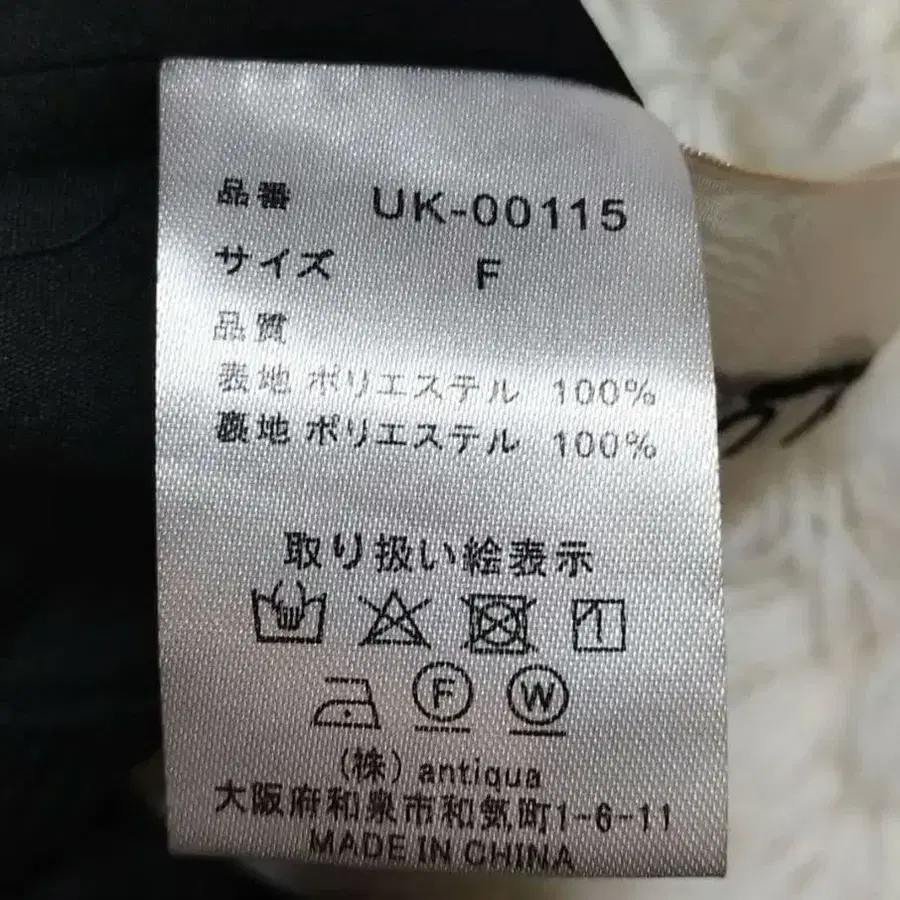 品番 UK-00115
サイズ F
品質
表地 ポリエステル 100%
裏地 ポリエステル 100%
取り扱い絵表示
F W
(株) antiqua
大阪府和泉市和気町1-6-11
MADE IN CHINA